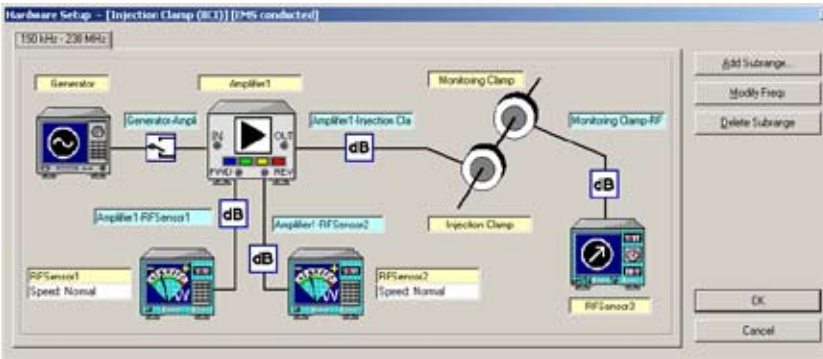 Hardware Setup - [Injection Clamp (BCI)] [EMS conducted]
150 kHz - 230 MHz
Add Subrange...
Modify Freqs
Delete Subrange
Generator
Amplifier1
Monitoring Clamp
Generator-Ampli
Amplifier1-Injection Cla
Monitoring Clamp-RF
IN
OUT
dB
FWD
REV
dB
Amplifier1-RFSensor1
dB
Amplifier1-RFSensor2
Injection Clamp
dB
RFSensor1
Speed: Normal
W
W
RFSensor2
Speed: Normal
RFSensor3
OK
Cancel